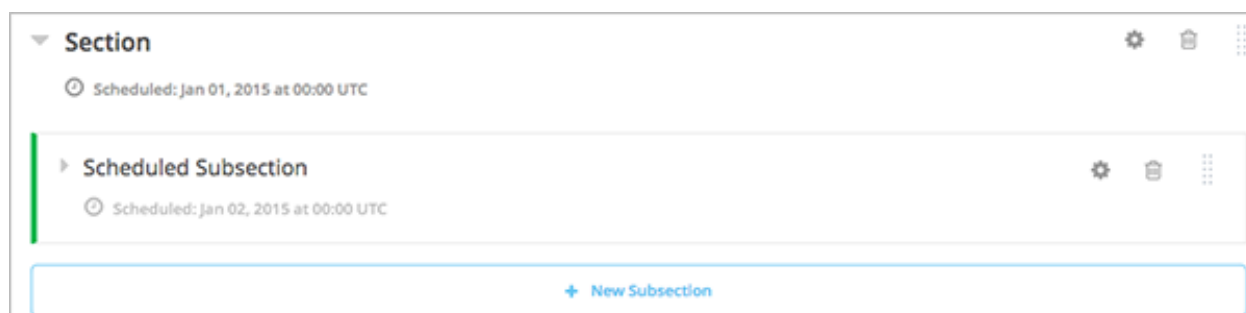 Section
Scheduled: Jan 01, 2015 at 00:00 UTC
Scheduled Subsection
Scheduled: Jan 02, 2015 at 00:00 UTC
+ New Subsection